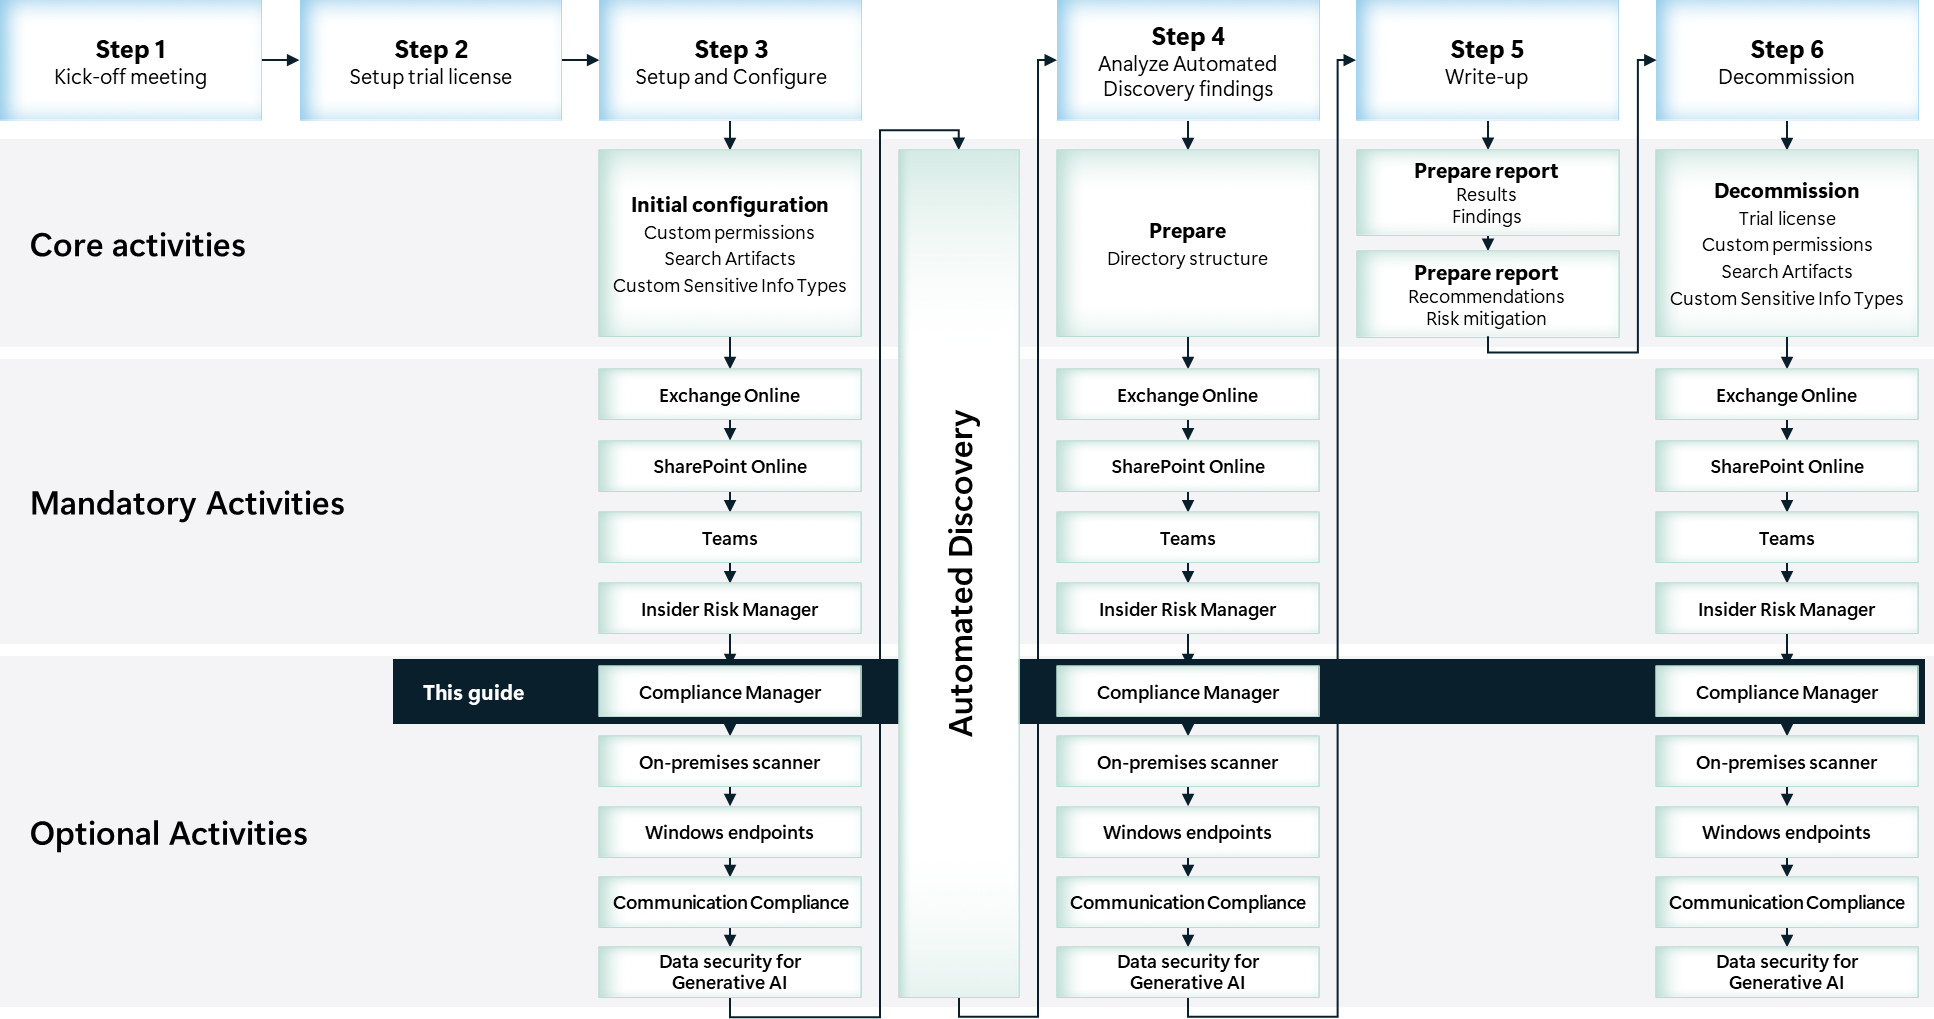 Step 1
Kick-off meeting
Step 2
Setup trial license
Step 3
Setup and Configure
Step 4
Analyze Automated
Discovery findings
Step 5
Write-up
Step 6
Decommission
Core activities
Initial configuration
Custom permissions
Search Artifacts
Custom Sensitive Info Types
Prepare
Directory structure
Prepare report
Results
Findings
Prepare report
Recommendations
Risk mitigation
Decommission
Trial license
Custom permissions
Search Artifacts
Custom Sensitive Info Types
Automated Discovery
Mandatory Activities
Exchange Online
SharePoint Online
Teams
Insider Risk Manager
Exchange Online
SharePoint Online
Teams
Insider Risk Manager
Exchange Online
SharePoint Online
Teams
Insider Risk Manager
This guide
Compliance Manager
Compliance Manager
Compliance Manager
Optional Activities
On-premises scanner
Windows endpoints
Communication Compliance
Data security for
Generative AI
On-premises scanner
Windows endpoints
Communication Compliance
Data security for
Generative AI
On-premises scanner
Windows endpoints
Communication Compliance
Data security for
Generative AI